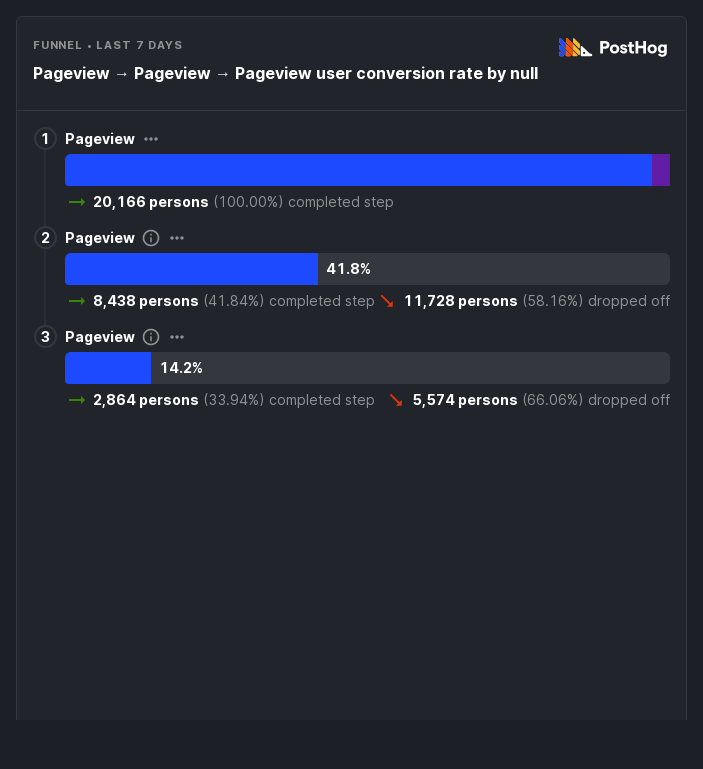 FUNNEL • LAST 7 DAYS
PostHog
Pageview → Pageview → Pageview user conversion rate by null
1 Pageview
→ 20,166 persons (100.00%) completed step
2 Pageview
41.8%
→ 8,438 persons (41.84%) completed step ↘ 11,728 persons (58.16%) dropped off
3 Pageview
14.2%
→ 2,864 persons (33.94%) completed step ↘ 5,574 persons (66.06%) dropped off